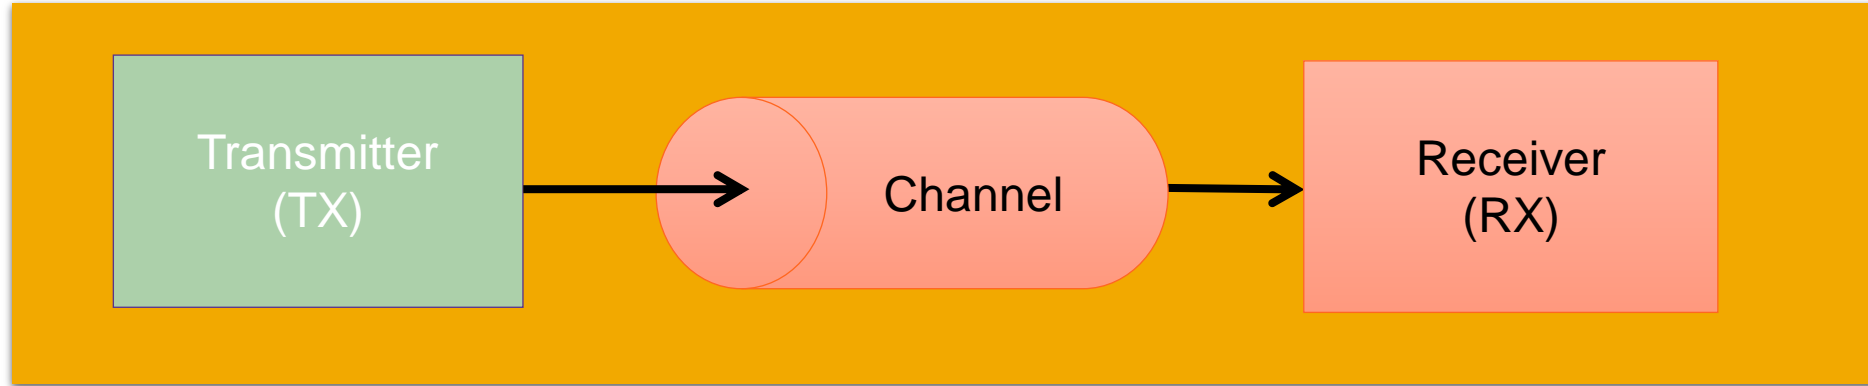 Transmitter
(TX)
Channel
Receiver
(RX)